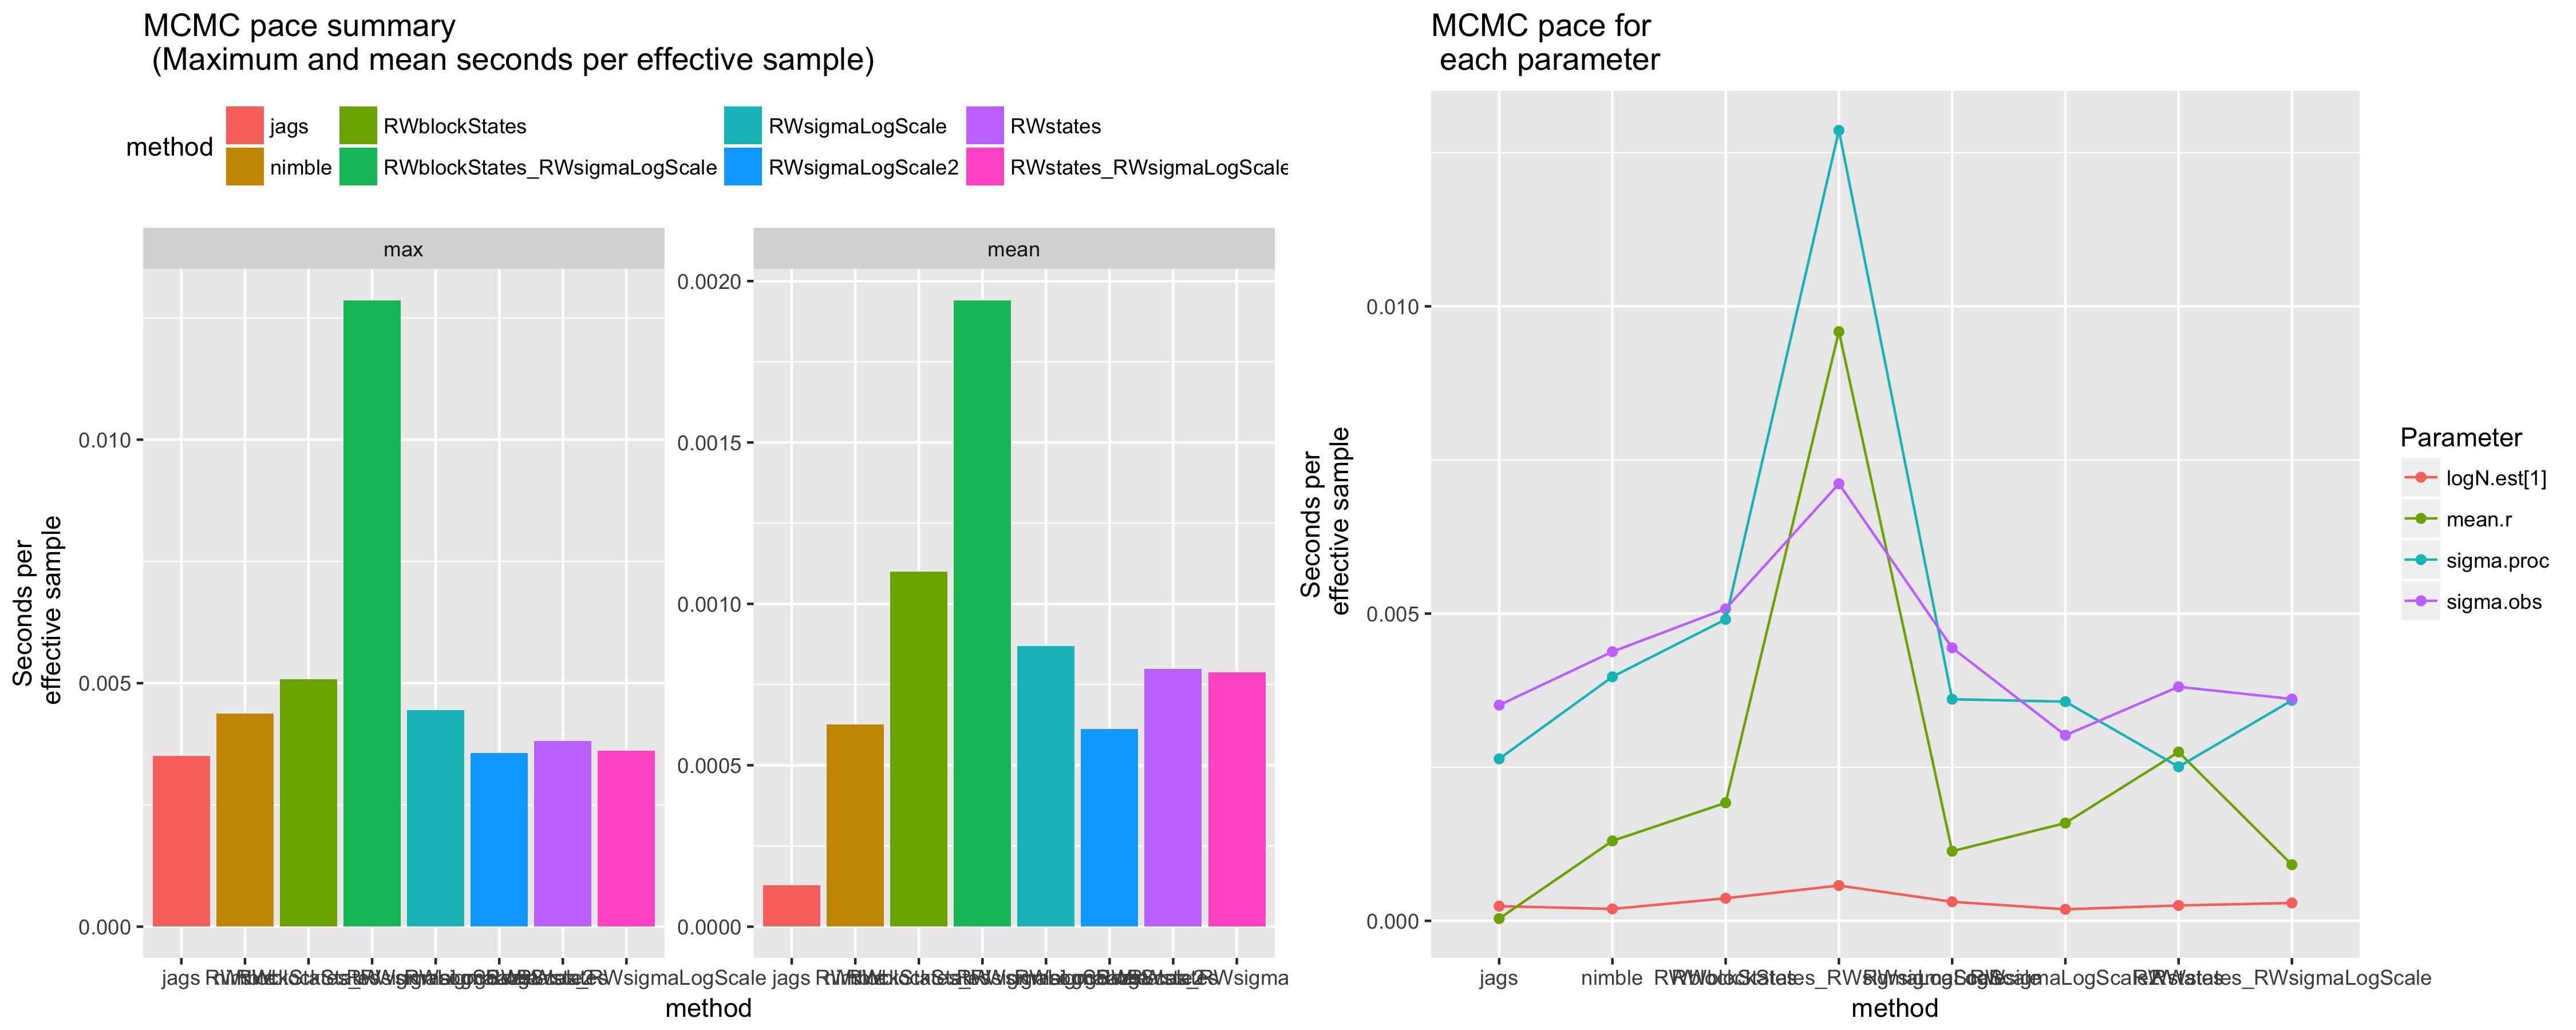 MCMC pace summary
(Maximum and mean seconds per effective sample)
method
jags
RWblockStates
RWsigmaLogScale
RWstates
nimble
RWblockStates_RWsigmaLogScale
RWsigmaLogScale2
RWstates_RWsigmaLogScale
max
mean
Seconds per
effective sample
0.010
0.005
0.000
0.0020
0.0015
0.0010
0.0005
0.0000
jags
jags
method
MCMC pace for
each parameter
Seconds per
effective sample
0.010
0.005
0.000
jags
nimble
method
Parameter
logN.est[1]
mean.r
sigma.proc
sigma.obs